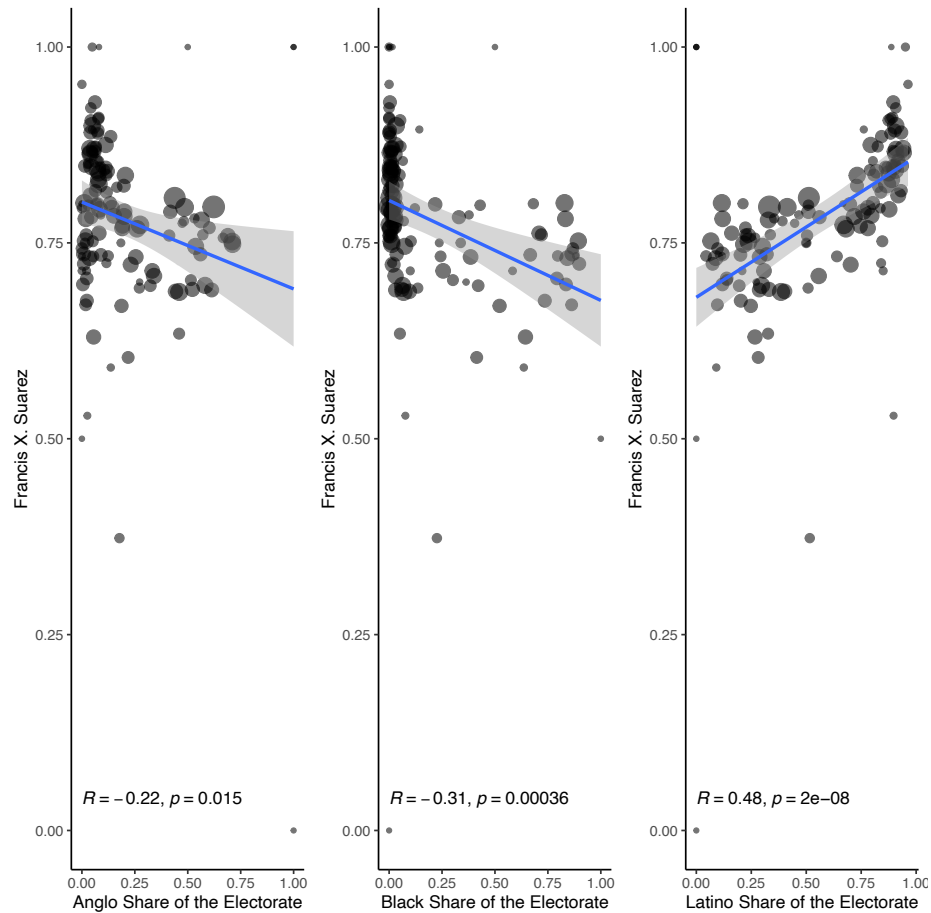 1.00
0.75
0.50
0.25
0.00
Francis X. Suarez
R = −0.22, p = 0.015
0.00 0.25 0.50 0.75 1.00
Anglo Share of the Electorate
1.00
0.75
0.50
0.25
0.00
Francis X. Suarez
R = −0.31, p = 0.00036
0.00 0.25 0.50 0.75 1.00
Black Share of the Electorate
1.00
0.75
0.50
0.25
0.00
Francis X. Suarez
R = 0.48, p = 2e−08
0.00 0.25 0.50 0.75 1.00
Latino Share of the Electorate